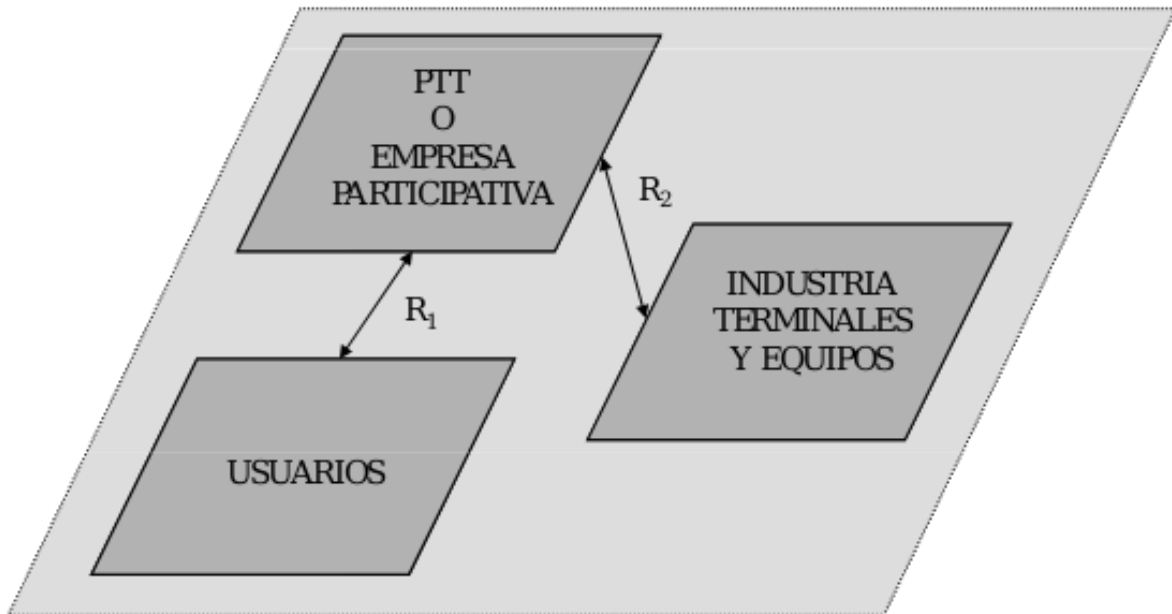 PTT
O
EMPRESA
PARTICIPATIVA
R₂
INDUSTRIA
TERMINALES
Y EQUIPOS
R₁
USUARIOS